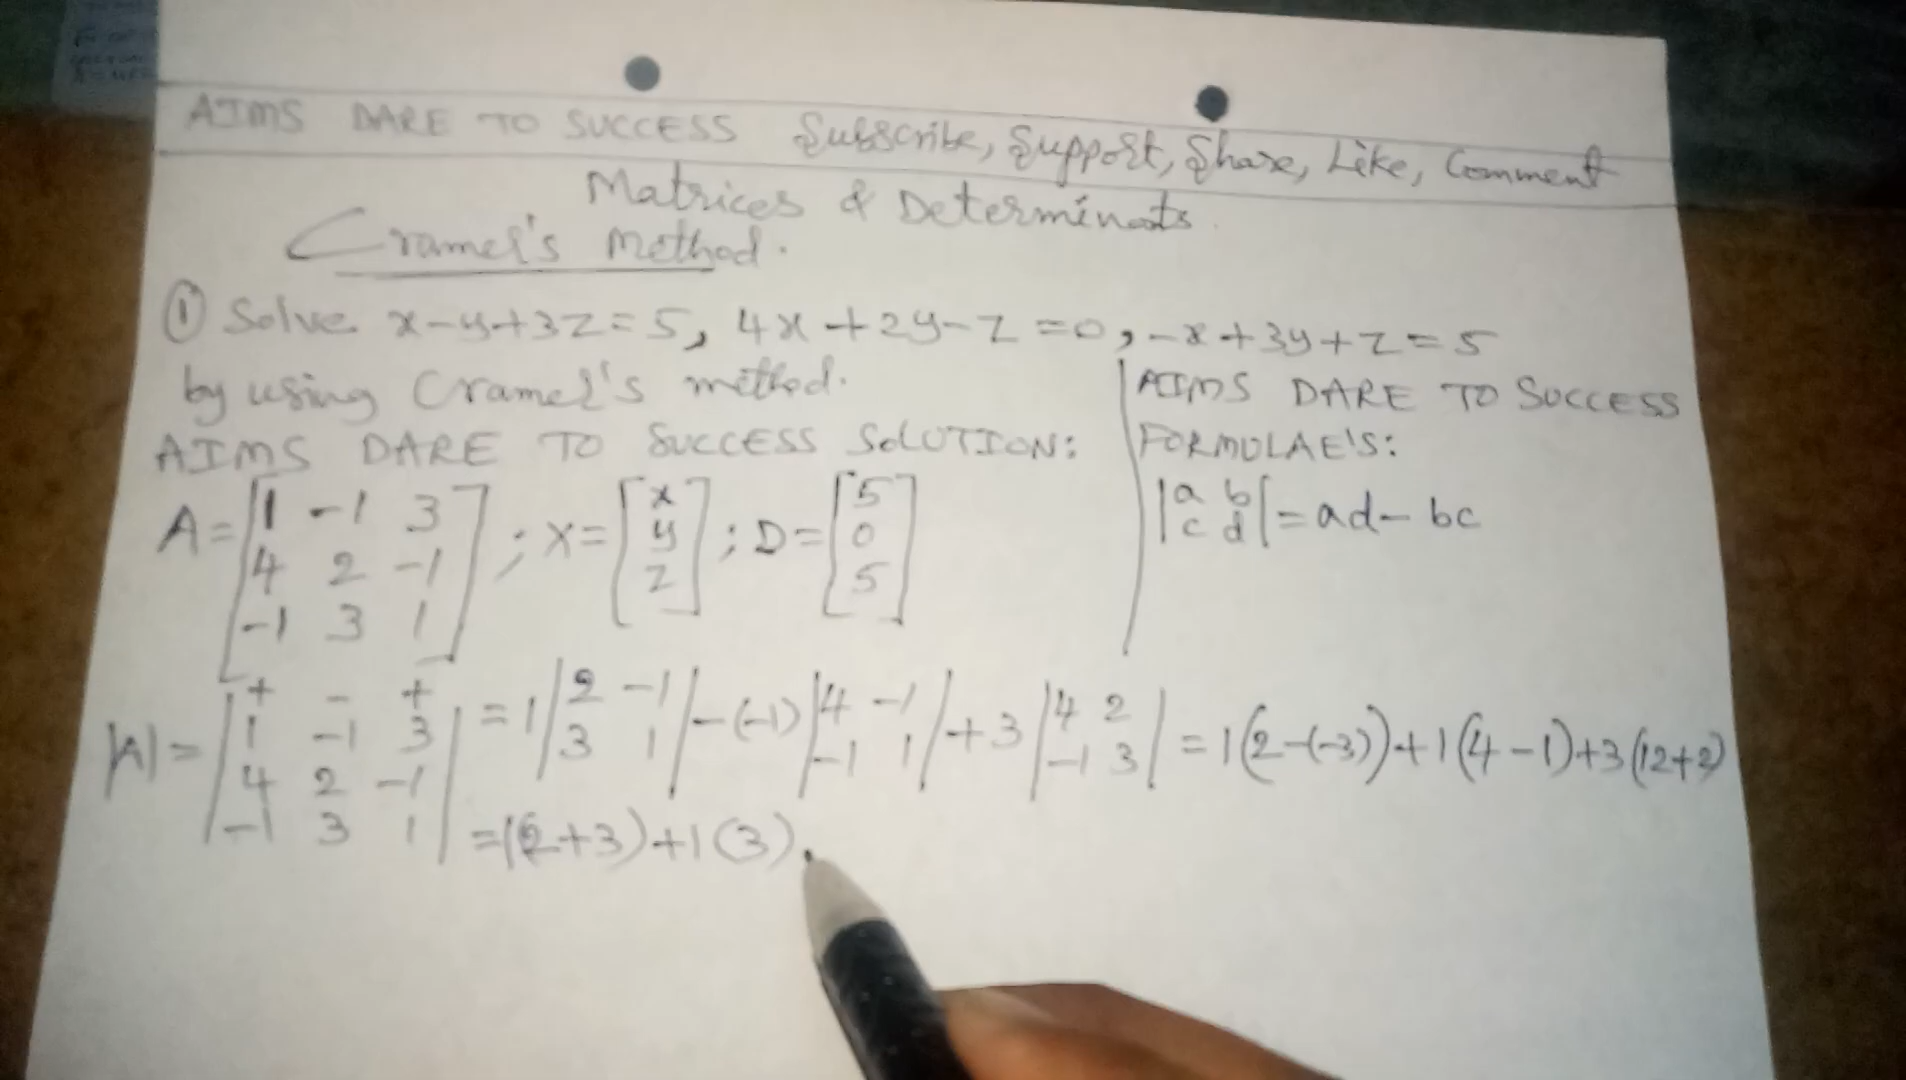 AIMS DARE TO SUCCESS Subscribe, Support, Share, Like, Comment
Matrices & Determinats.
Cramer's Method.
① Solve x-y+3z=5, 4x+2y-z=0, -x+3y+z=5
by using Cramer's method.
AIMS DARE TO SUCCESS SOLUTION:
AIMS DARE TO SUCCESS
FORMULAE'S:
|a b| = ad - bc
|c d|
A = [1 -1 3] ; X = [x] ; D = [5]
[4 2 -1] [y] [0]
[-1 3 1] [z] [5]
+ - +
|A| = |1 -1 3| = 1|2 -1| -(-1)|4 -1| +3|4 2| = 1(2-(-3))+1(4-1)+3(12+2)
|4 2 -1| |3 1| |-1 1| |-1 3|
|-1 3 1|
=1(2+3)+1(3)